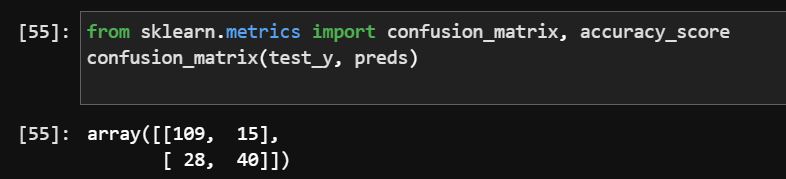 [55]: from sklearn.metrics import confusion_matrix, accuracy_score
confusion_matrix(test_y, preds)
[55]: array([[109,  15],
       [ 28,  40]])